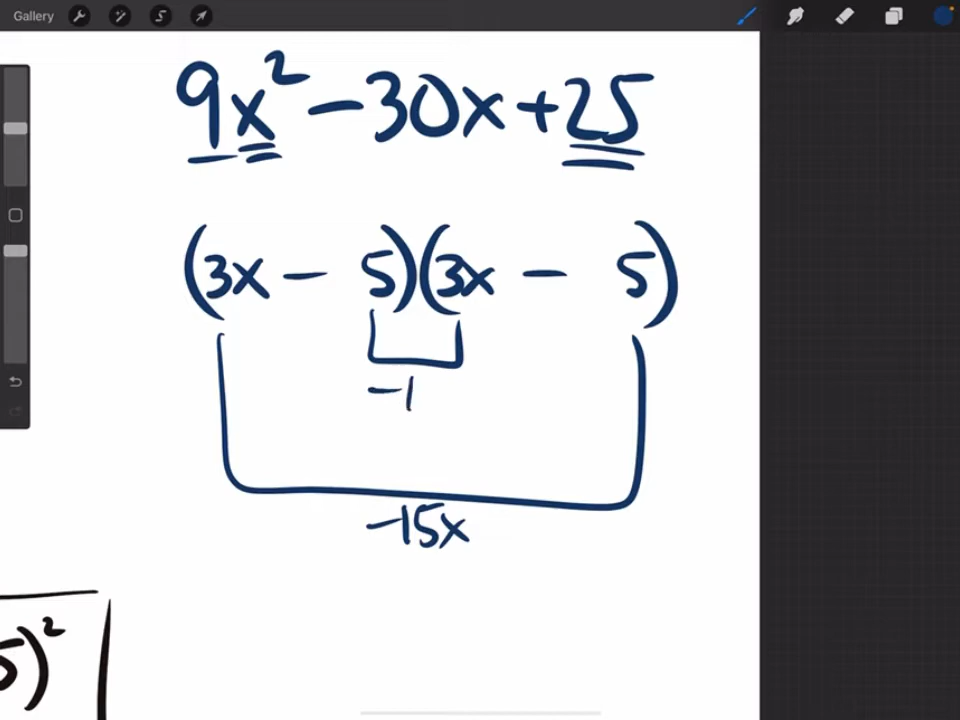 Gallery
9x² – 30x + 25
(3x – 5)(3x – 5)
–1
–15x
5)²